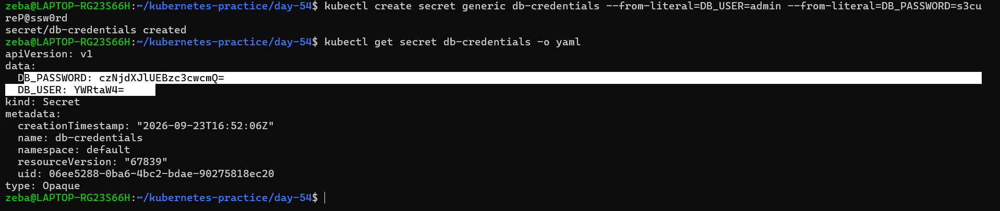 zeba@LAPTOP-RG23S66H:~/kubernetes-practice/day-54$ kubectl create secret generic db-credentials --from-literal=DB_USER=admin --from-literal=DB_PASSWORD=s3cu
reP@ssw0rd
secret/db-credentials created
zeba@LAPTOP-RG23S66H:~/kubernetes-practice/day-54$ kubectl get secret db-credentials -o yaml
apiVersion: v1
data:
  DB_PASSWORD: czNjdXJlUEBzc3cwcmQ=
  DB_USER: YWRtaW4=
kind: Secret
metadata:
  creationTimestamp: "2026-09-23T16:52:06Z"
  name: db-credentials
  namespace: default
  resourceVersion: "67839"
  uid: 06ee5288-0ba6-4bc2-bdae-90275818ec20
type: Opaque
zeba@LAPTOP-RG23S66H:~/kubernetes-practice/day-54$